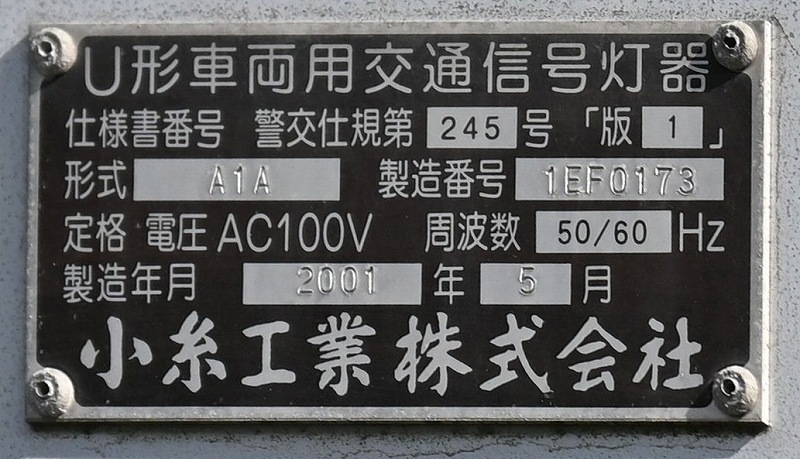 U形車両用交通信号灯器
仕様書番号 警交仕規第 245 号 「版 1 」
形式 A1A 製造番号 1EF0173
定格 電圧 AC100V 周波数 50/60 Hz
製造年月 2001 年 5 月
小糸工業株式会社